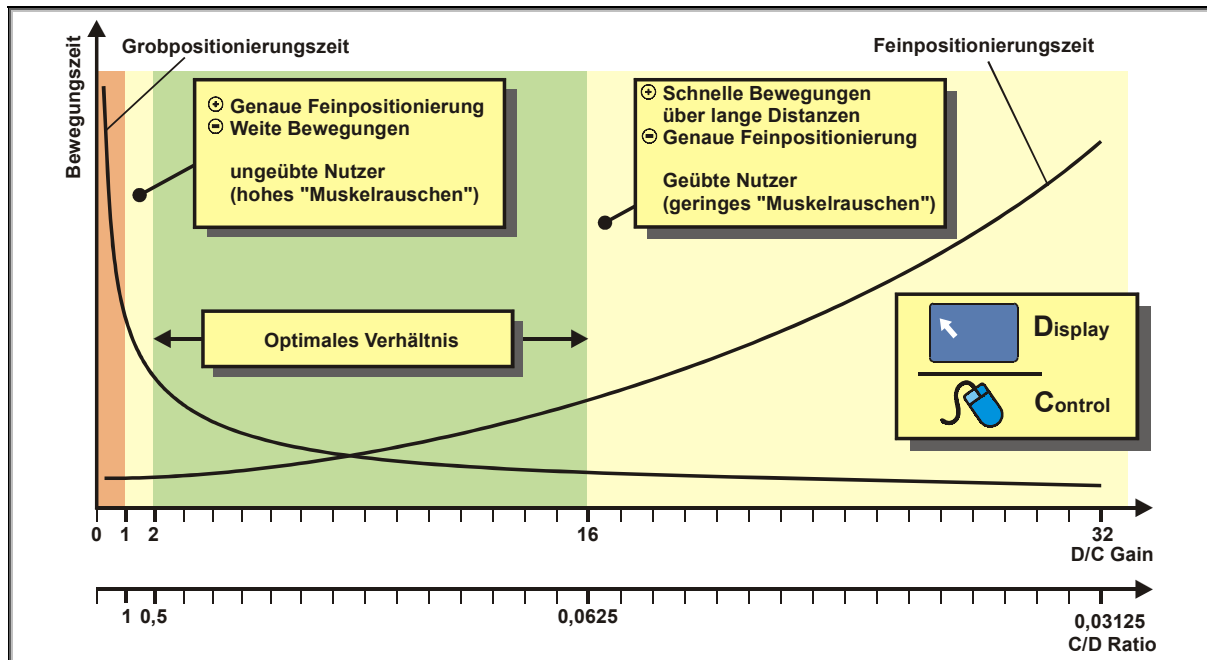 Grobpositionierungszeit
Feinpositionierungszeit
Bewegungszeit
⊕ Genaue Feinpositionierung
⊖ Weite Bewegungen
ungeübte Nutzer
(hohes "Muskelrauschen")
⊕ Schnelle Bewegungen
über lange Distanzen
⊖ Genaue Feinpositionierung
Geübte Nutzer
(geringes "Muskelrauschen")
Optimales Verhältnis
Display
Control
0 1 2 16 32
D/C Gain
1 0,5 0,0625 0,03125
C/D Ratio